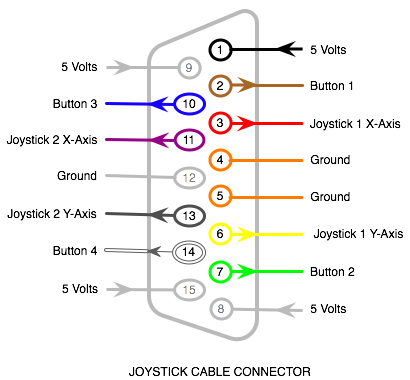 1 5 Volts
5 Volts 9
2 Button 1
Button 3 10
3 Joystick 1 X-Axis
Joystick 2 X-Axis 11
4 Ground
Ground 12
5 Ground
Joystick 2 Y-Axis 13
6 Joystick 1 Y-Axis
Button 4 14
7 Button 2
5 Volts 15
8 5 Volts
JOYSTICK CABLE CONNECTOR